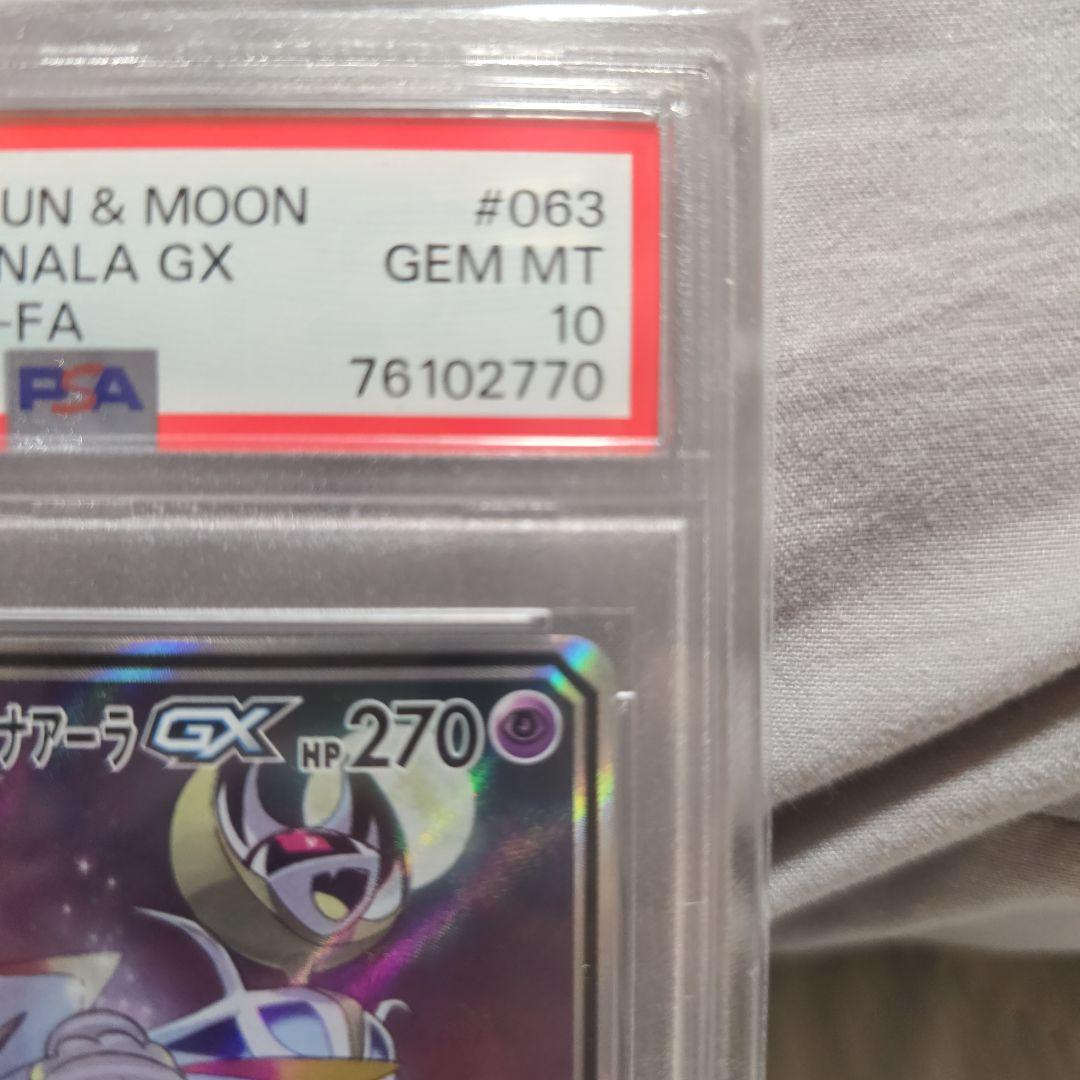 UN & MOON #063
NALA GX GEM MT
-FA 10
PSA 76102770
ナアーラ GX HP 270